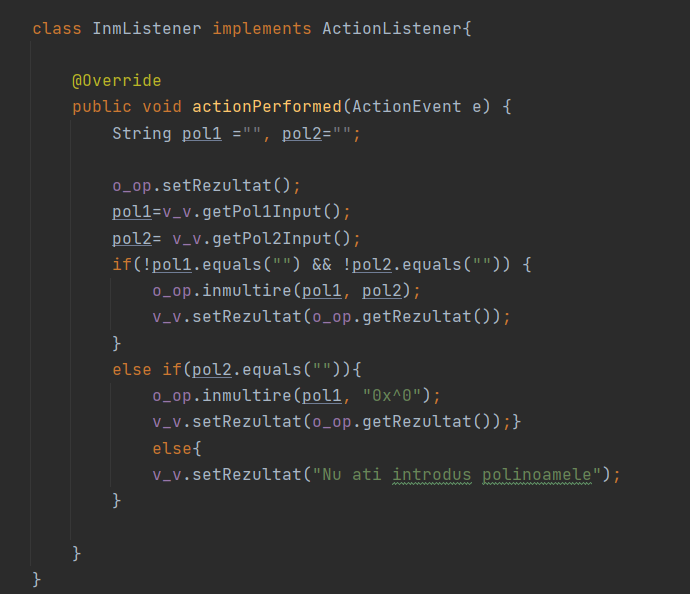 class InmListener implements ActionListener{
@Override
public void actionPerformed(ActionEvent e) {
String pol1 ="", pol2="";
o_op.setRezultat();
pol1=v_v.getPol1Input();
pol2= v_v.getPol2Input();
if(!pol1.equals("") && !pol2.equals("")) {
o_op.inmultire(pol1, pol2);
v_v.setRezultat(o_op.getRezultat());
}
else if(pol2.equals("")){
o_op.inmultire(pol1, "0x^0");
v_v.setRezultat(o_op.getRezultat());}
else{
v_v.setRezultat("Nu ati introdus polinoamele");
}
}
}